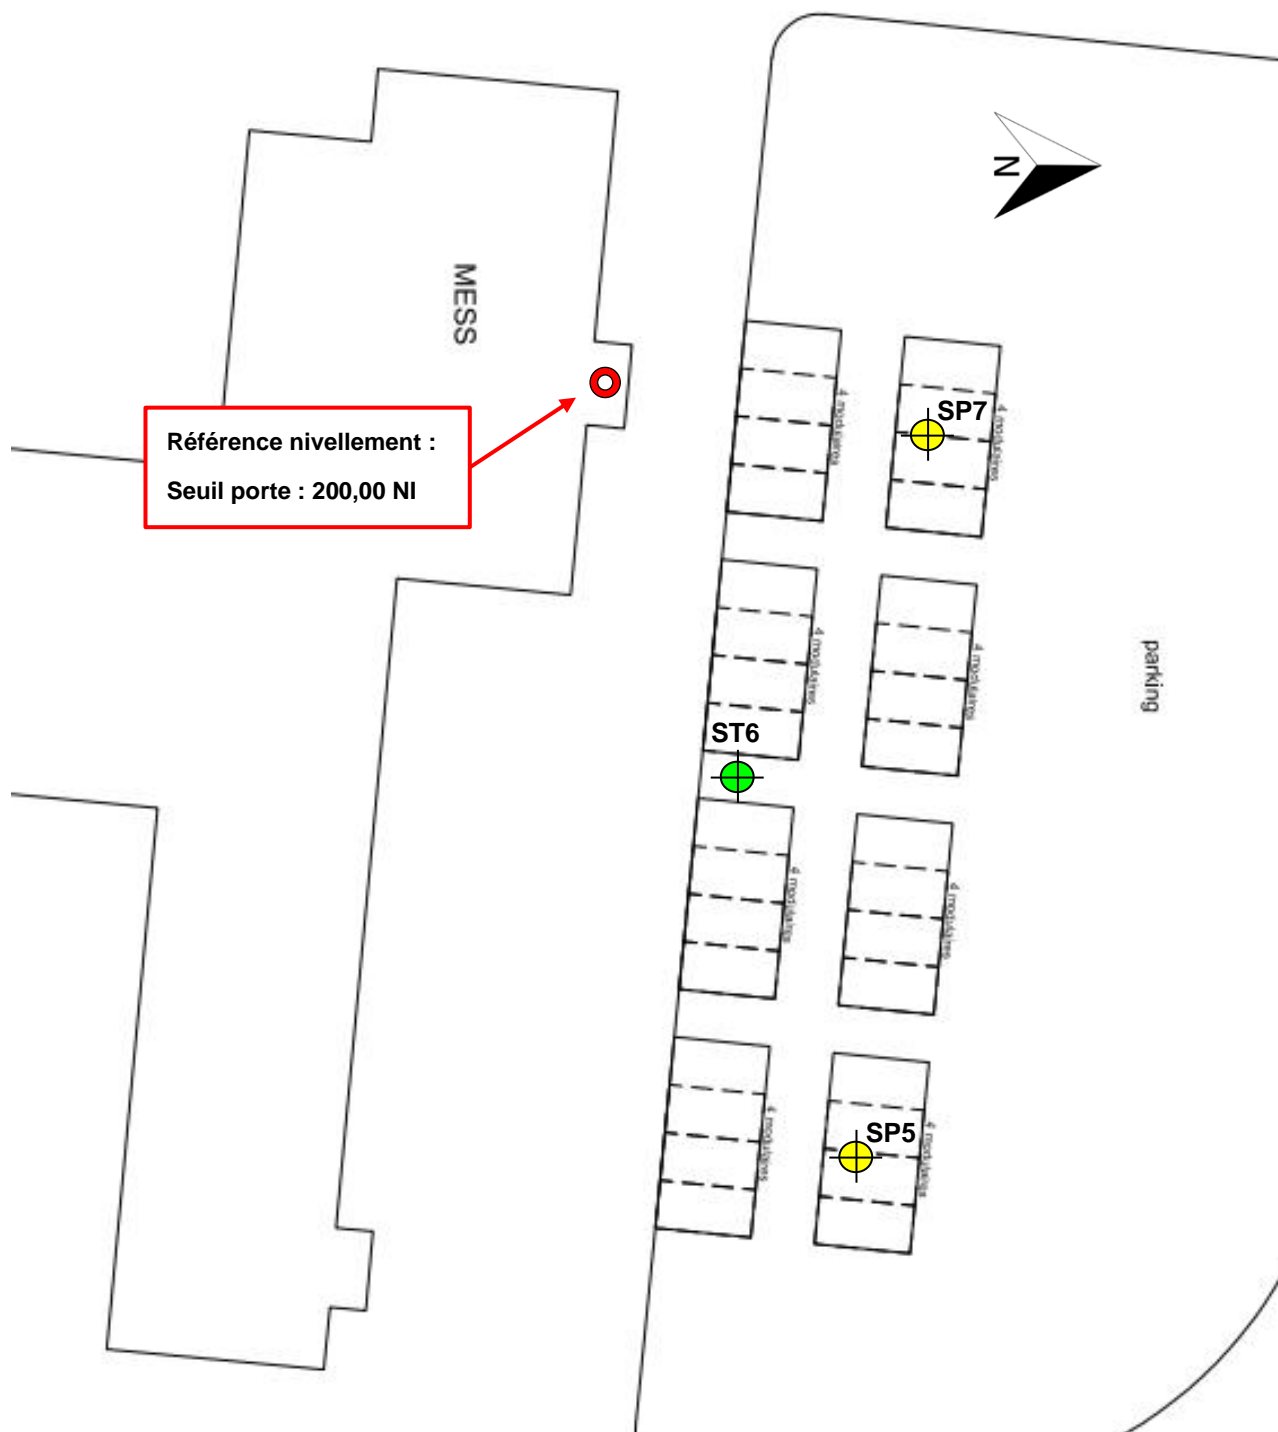 N
MESS
4 modulaires
4 modulaires
SP7
Référence nivellement :
Seuil porte : 200,00 NI
4 modulaires
4 modulaires
parking
ST6
4 modulaires
4 modulaires
4 modulaires
4 modulaires
SP5